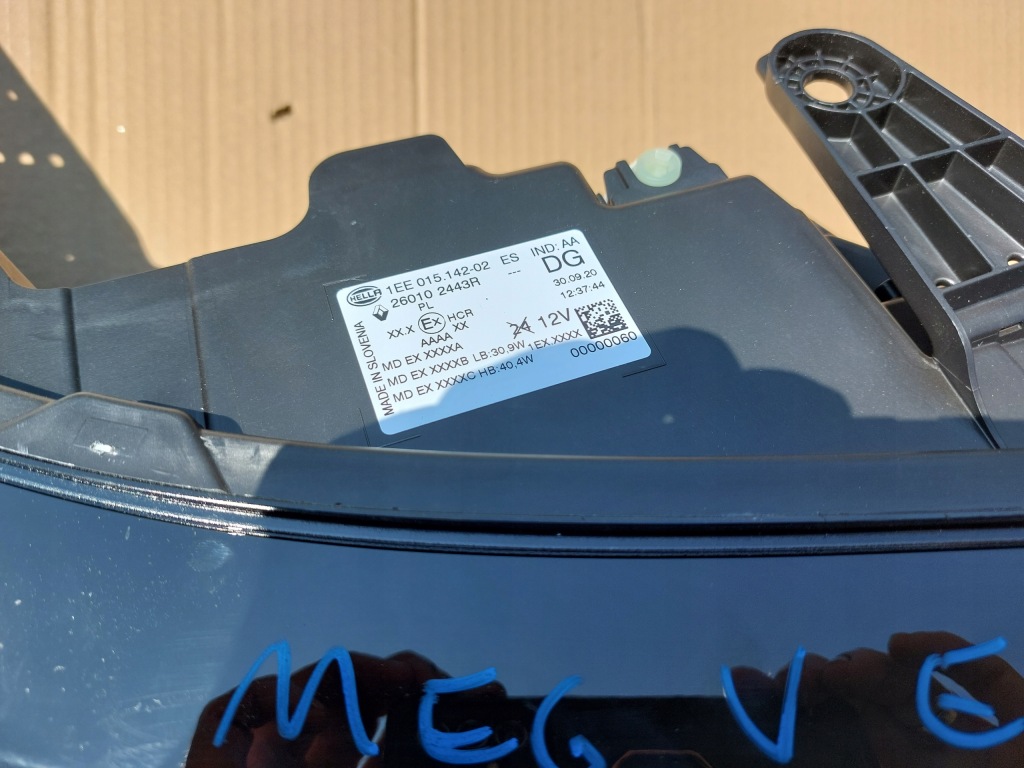 HELLA 1EE 015.142-02 ES IND: AA
26010 2443R --- DG
PL 30.09.20
XX.X EX HCR 12:37:44
AAAA XX 12V
MD EX XXXXA
MD EX XXXXB LB:30,9W 1EX.XXXX
MD EX XXXXC HB:40,4W 00000060
MADE IN SLOVENIA
MEG VE